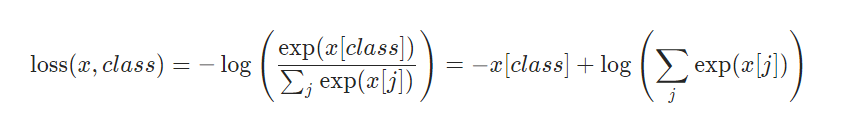 loss(x, class) = − log ( exp(x[class]) / ∑_j exp(x[j]) ) = −x[class] + log ( ∑_j exp(x[j]) )